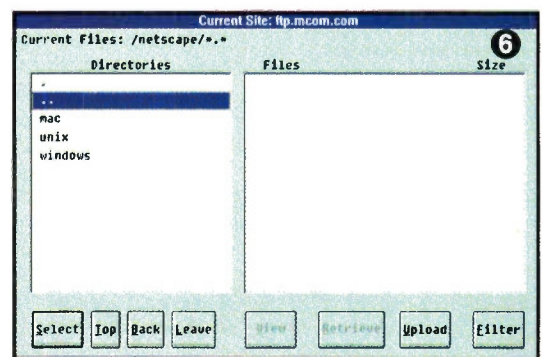 Current Site: ftp.mcom.com
Current Files: /netscape/*.*
6
Directories Files Size
.
..
mac
unix
windows
Select Top Back Leave View Retrieve Upload Filter